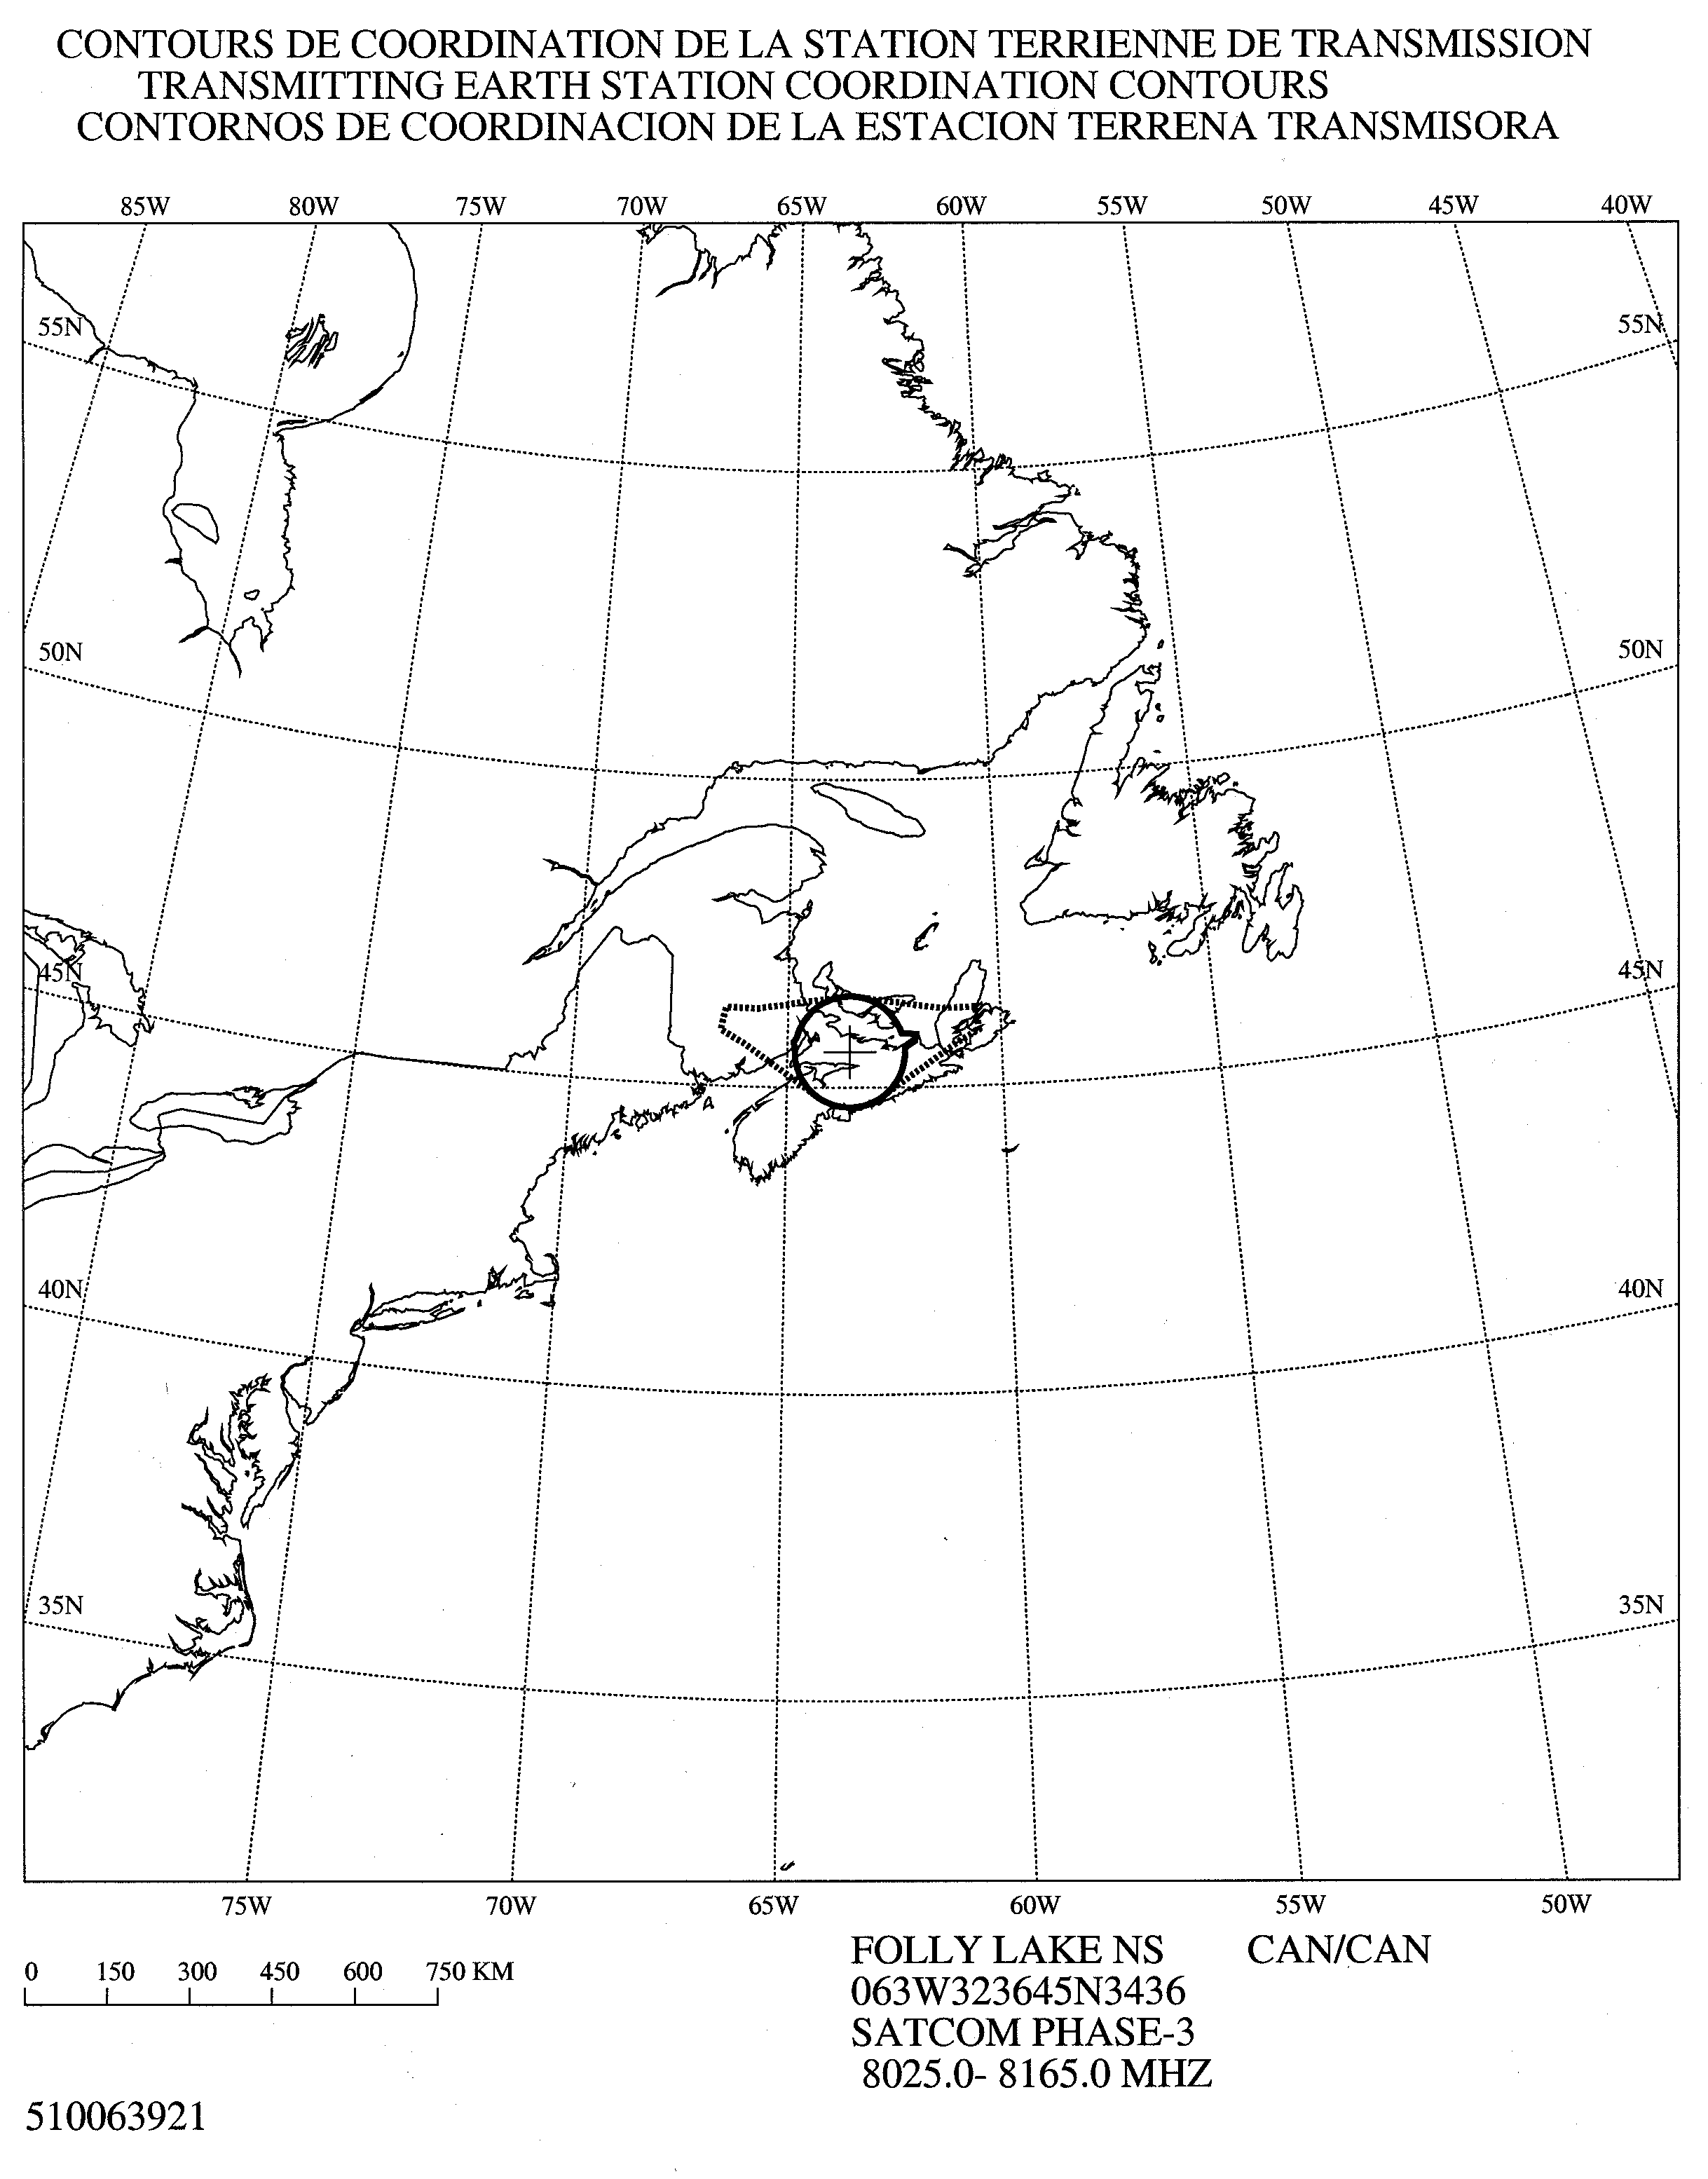 CONTOURS DE COORDINATION DE LA STATION TERRIENNE DE TRANSMISSION
TRANSMITTING EARTH STATION COORDINATION CONTOURS
CONTORNOS DE COORDINACION DE LA ESTACION TERRENA TRANSMISORA
85W 80W 75W 70W 65W 60W 55W 50W 45W 40W
55N 55N
50N 50N
45N 45N
40N 40N
35N 35N
75W 70W 65W 60W 55W 50W
0 150 300 450 600 750 KM
FOLLY LAKE NS CAN/CAN
063W323645N3436
SATCOM PHASE-3
8025.0- 8165.0 MHZ
510063921